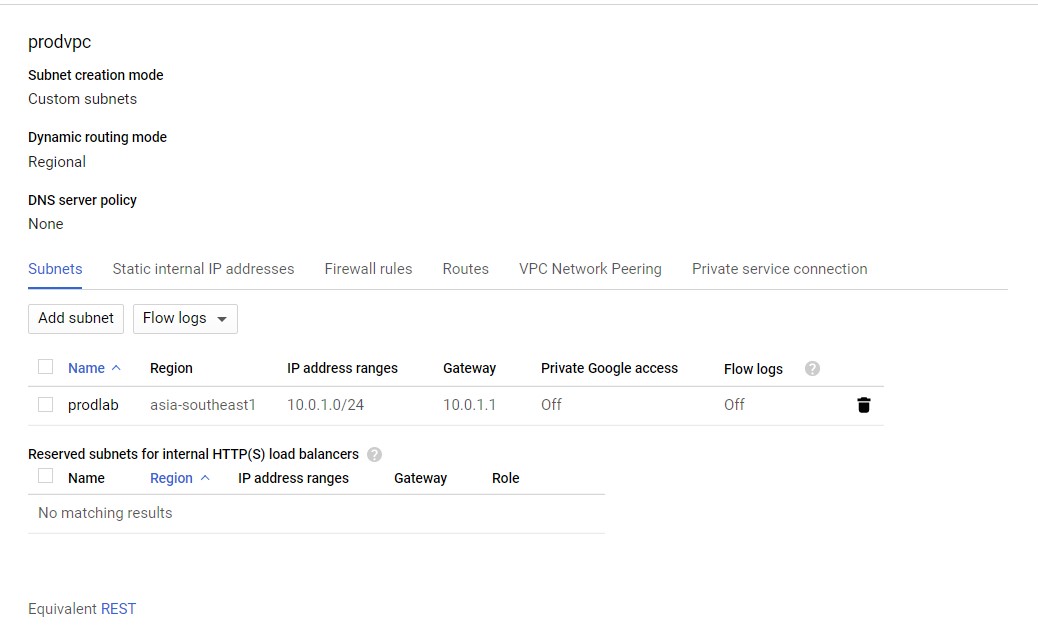 prodvpc
Subnet creation mode
Custom subnets
Dynamic routing mode
Regional
DNS server policy
None
Subnets Static internal IP addresses Firewall rules Routes VPC Network Peering Private service connection
Add subnet Flow logs
Name Region IP address ranges Gateway Private Google access Flow logs ?
prodlab asia-southeast1 10.0.1.0/24 10.0.1.1 Off Off
Reserved subnets for internal HTTP(S) load balancers ?
Name Region IP address ranges Gateway Role
No matching results
Equivalent REST